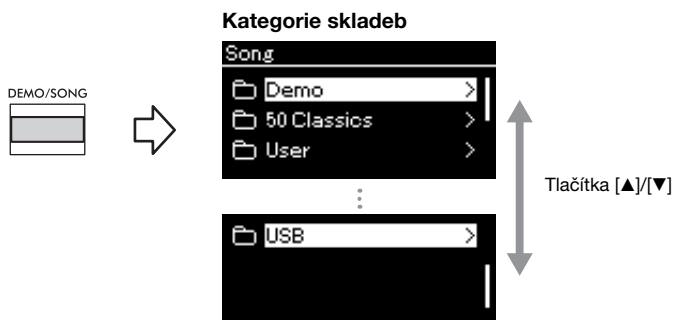 Kategorie skladeb
Song
DEMO/SONG
Demo >
50 Classics >
User >
Tlačítka [▲]/[▼]
USB >